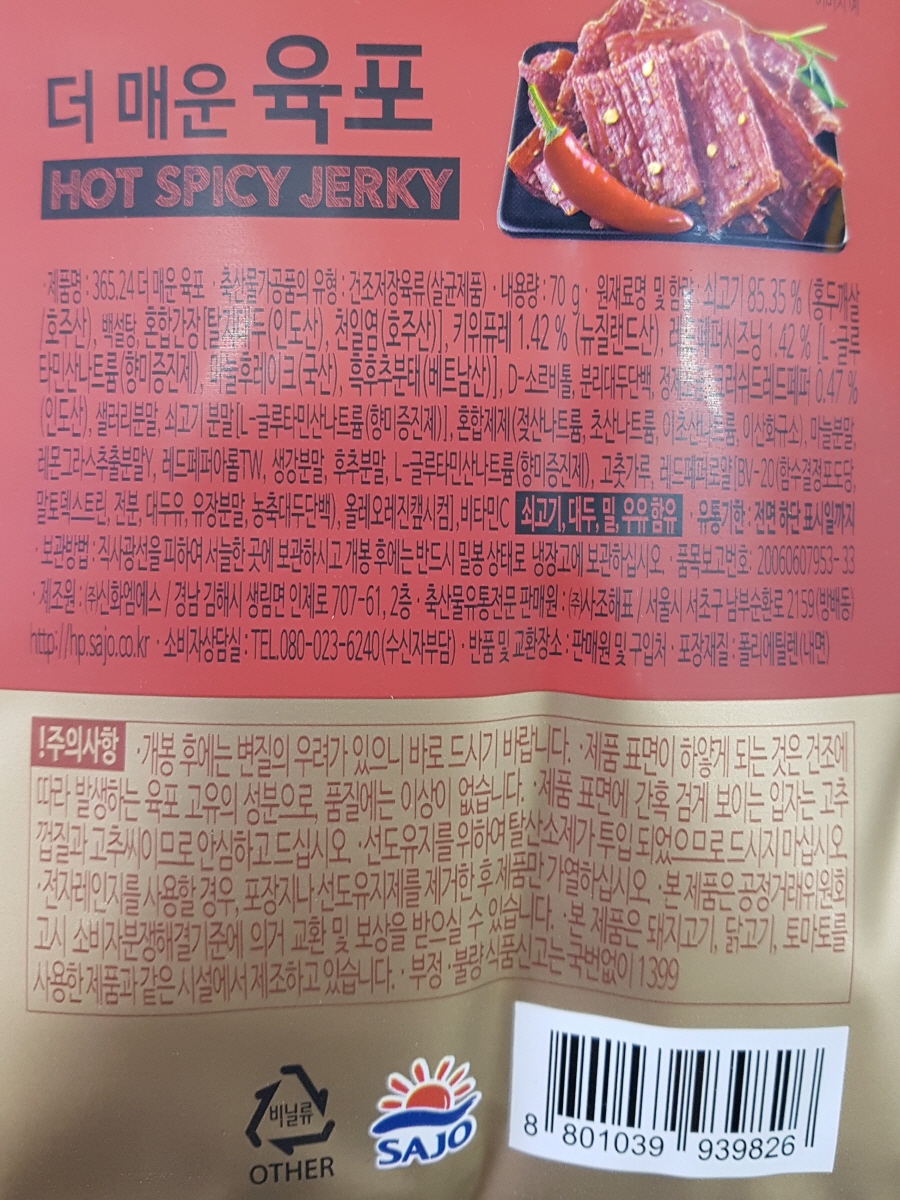 더 매운 육포
HOT SPICY JERKY
·제품명 : 365.24 더 매운 육포 · 축산물가공품의 유형 : 건조저장육류(살균제품) · 내용량 : 70 g · 원재료명 및 함량 : 쇠고기 85.35 % (홍두깨살
(호주산), 백설탕, 혼합간장[탈지대두(인도산), 천일염(호주산)], 키위퓨레 1.42 % (뉴질랜드산), 레드페퍼시즈닝 1.42 % [L-글루
타민산나트륨(향미증진제), 마늘후레이크(국산), 흑후추분태(베트남산)], D-소르비톨, 분리대두단백, 크러쉬드레드페퍼 0.47 %
(인도산), 샐러리분말, 쇠고기 분말[L-글루타민산나트륨(향미증진제)], 혼합제제(젖산나트륨, 초산나트륨, 이초산나트륨, 이산화규소), 마늘분말,
레몬그라스추출분말Y, 레드페퍼아롬TW, 생강분말, 후추분말, L-글루타민산나트륨(향미증진제), 고춧가루, 레드페퍼로얄[BV-20(함수결정포도당,
말토덱스트린, 전분, 대두유, 유장분말, 농축대두단백), 올레오레진캪시컴], 비타민C 쇠고기, 대두, 밀, 우유 함유 · 유통기한 : 전면 하단 표시일까지
· 보관방법 : 직사광선을 피하여 서늘한 곳에 보관하시고 개봉 후에는 반드시 밀봉 상태로 냉장고에 보관하십시오. · 품목보고번호 : 20060607953-33
· 제조원 : ㈜신화엠에스 / 경남 김해시 생림면 인제로 707-61, 2층 · 축산물유통전문판매원 : ㈜사조해표 / 서울시 서초구 남부순환로 2159(방배동)
http://hp.sajo.co.kr · 소비자상담실 : TEL.080-023-6240(수신자부담) · 반품 및 교환장소 : 판매원 및 구입처 · 포장재질 : 폴리에틸렌(내면)
!주의사항 ·개봉 후에는 변질의 우려가 있으니 바로 드시기 바랍니다. ·제품 표면이 하얗게 되는 것은 건조에
따라 발생하는 육포 고유의 성분으로, 품질에는 이상이 없습니다. ·제품 표면에 간혹 검게 보이는 입자는 고추
껍질과 고추씨이므로 안심하고 드십시오. ·선도유지를 위하여 탈산소제가 투입 되었으므로 드시지 마십시오.
·전자레인지를 사용할 경우, 포장지나 선도유지제를 제거한 후 제품만 가열하십시오. ·본 제품은 공정거래위원회
고시 소비자분쟁해결기준에 의거 교환 및 보상을 받으실 수 있습니다. ·본 제품은 돼지고기, 닭고기, 토마토를
사용한 제품과 같은 시설에서 제조하고 있습니다. · 부정·불량식품 신고는 국번없이 1399
비닐류
OTHER
SAJO
8 801039 939826